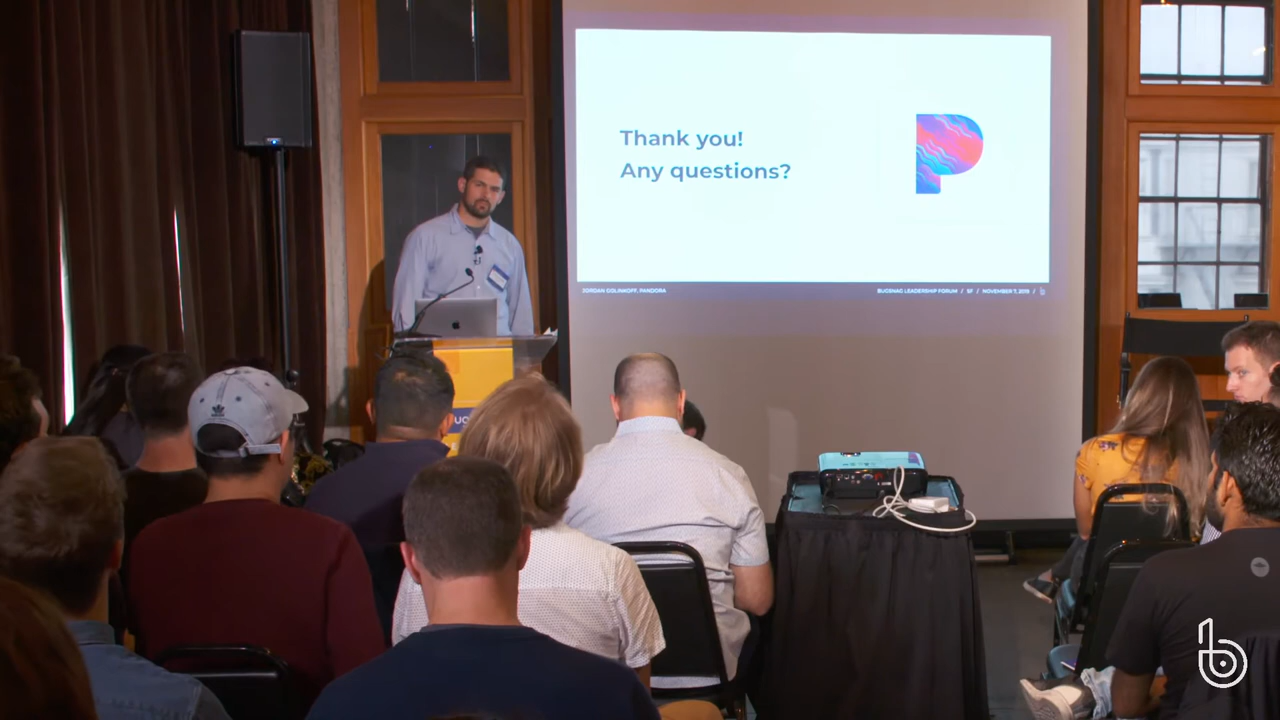 Thank you!
Any questions?
JORDAN GOLINKOFF, PANDORA
BUGSNAG LEADERSHIP FORUM / SF / NOVEMBER 7, 2019 /